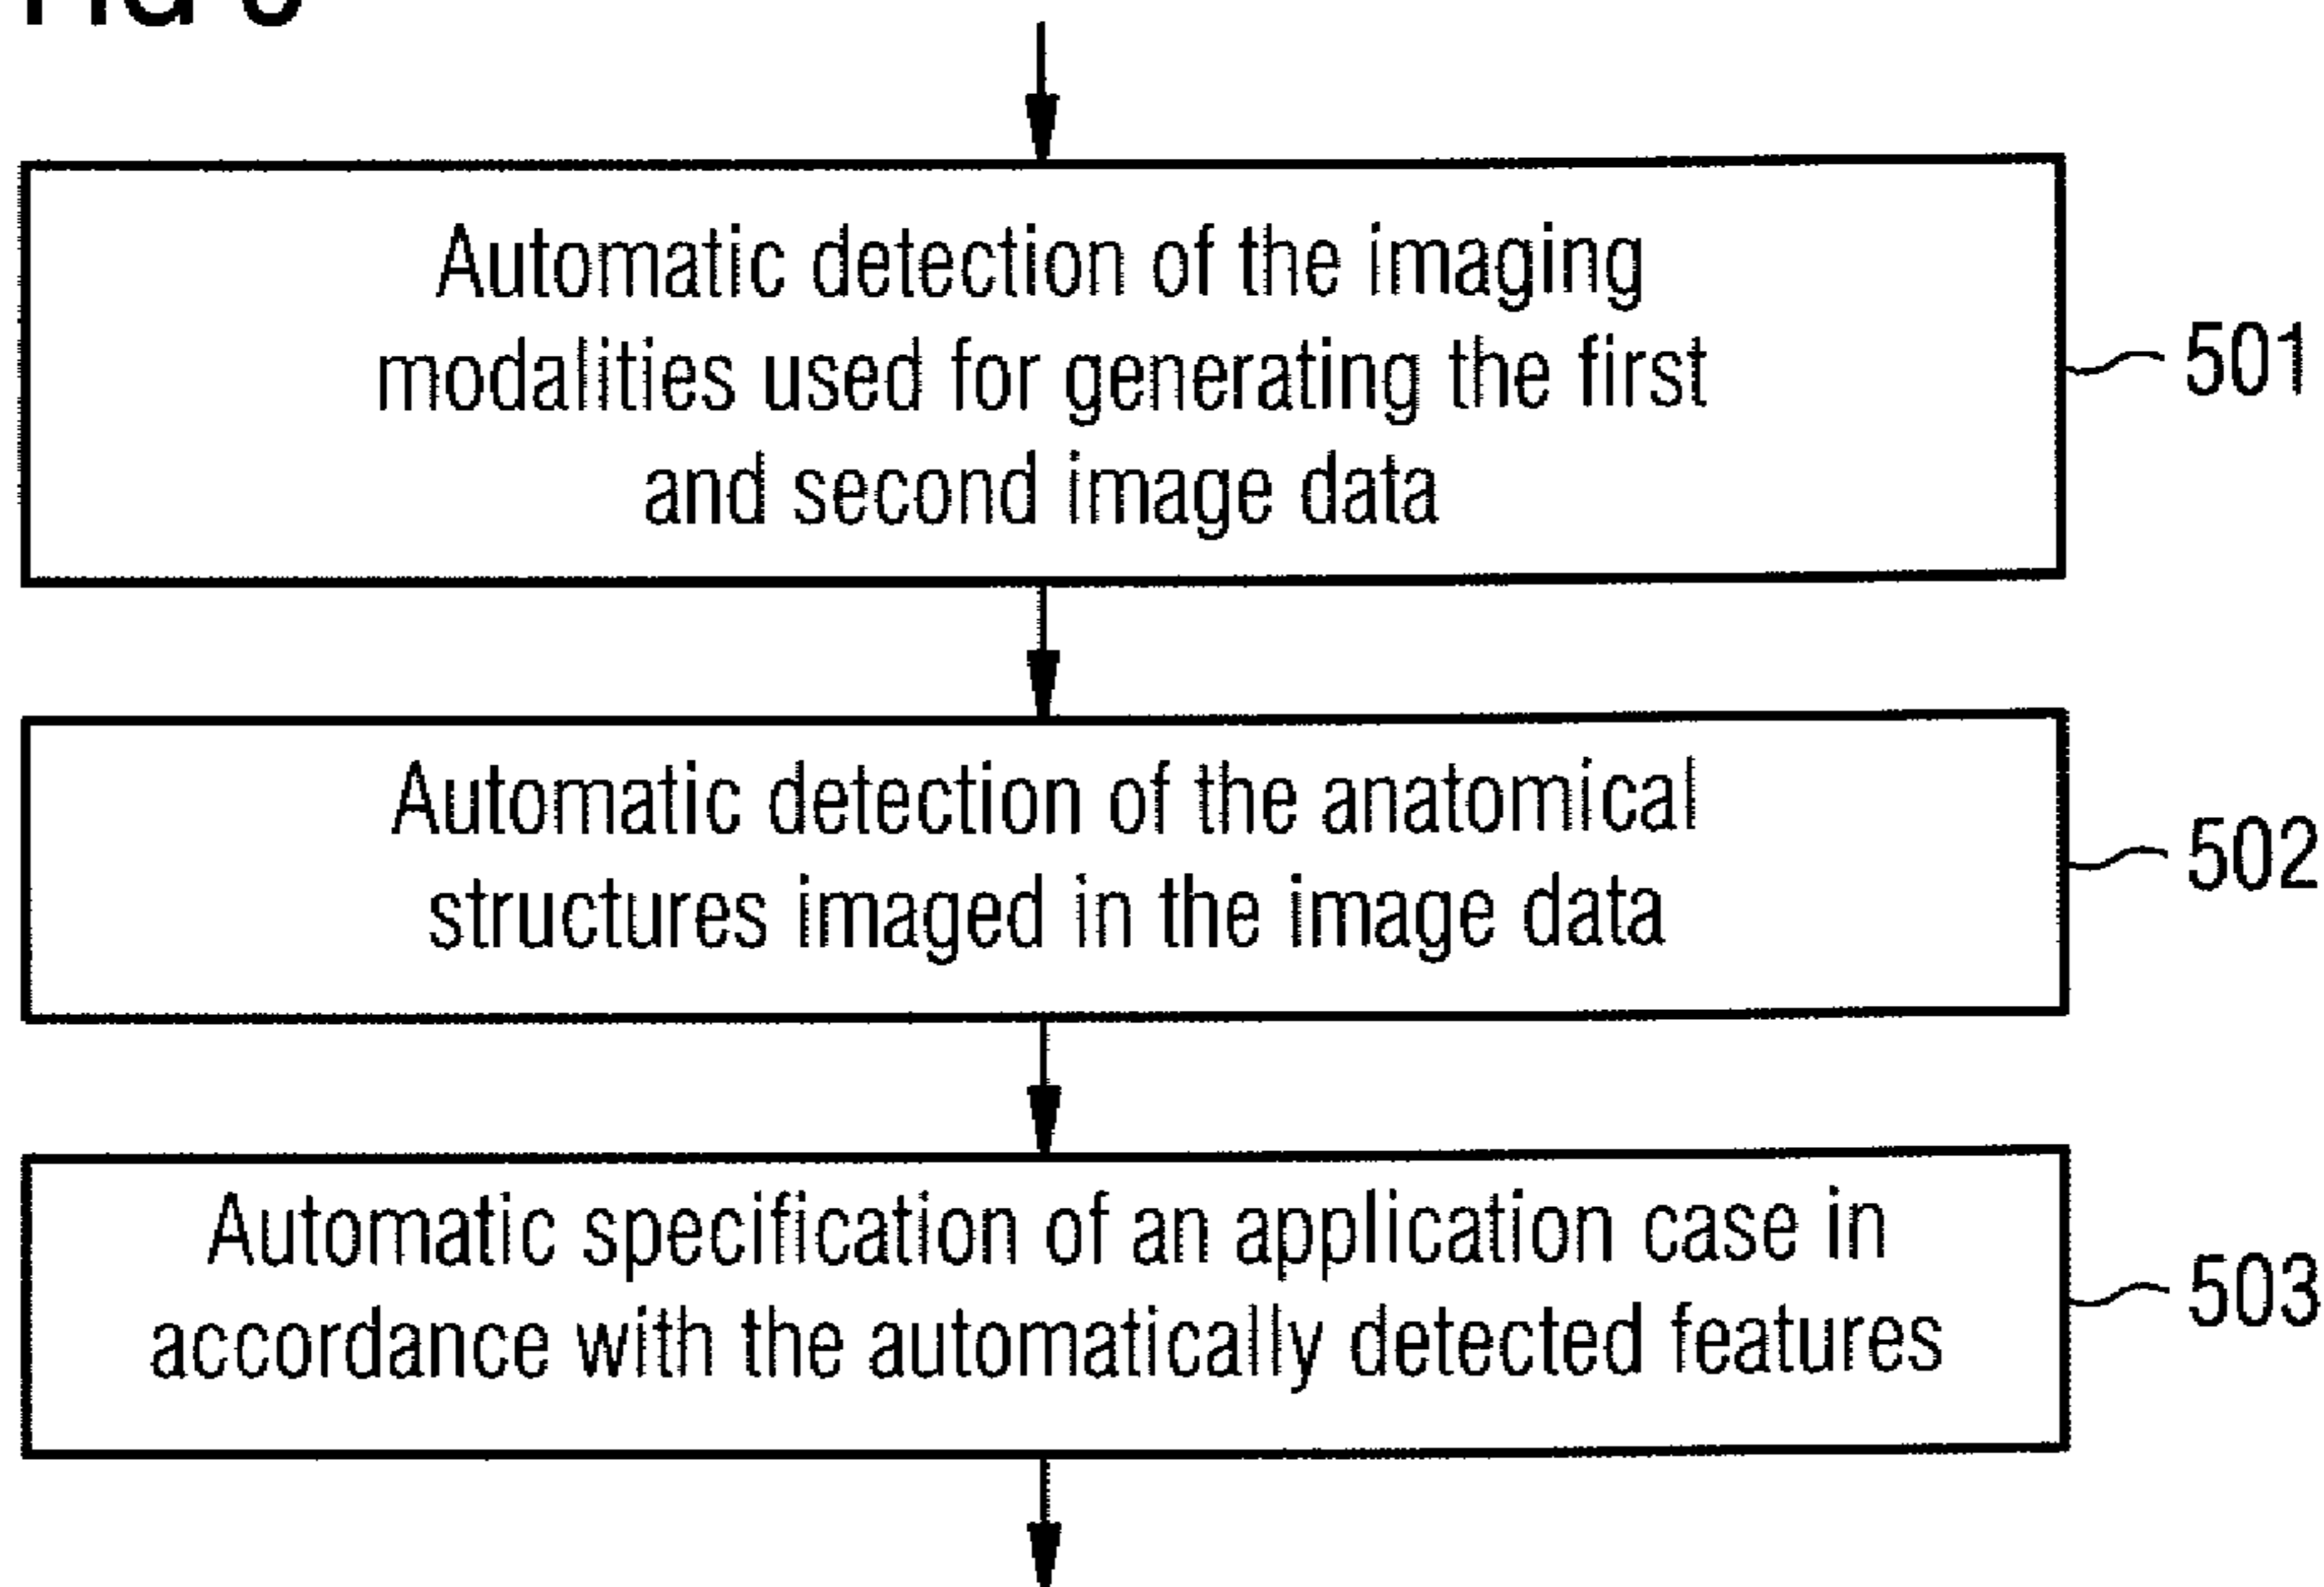 Automatic detection of the imaging
modalities used for generating the first
and second image data
501
Automatic detection of the anatomical
structures imaged in the image data
502
Automatic specification of an application case in
accordance with the automatically detected features
503